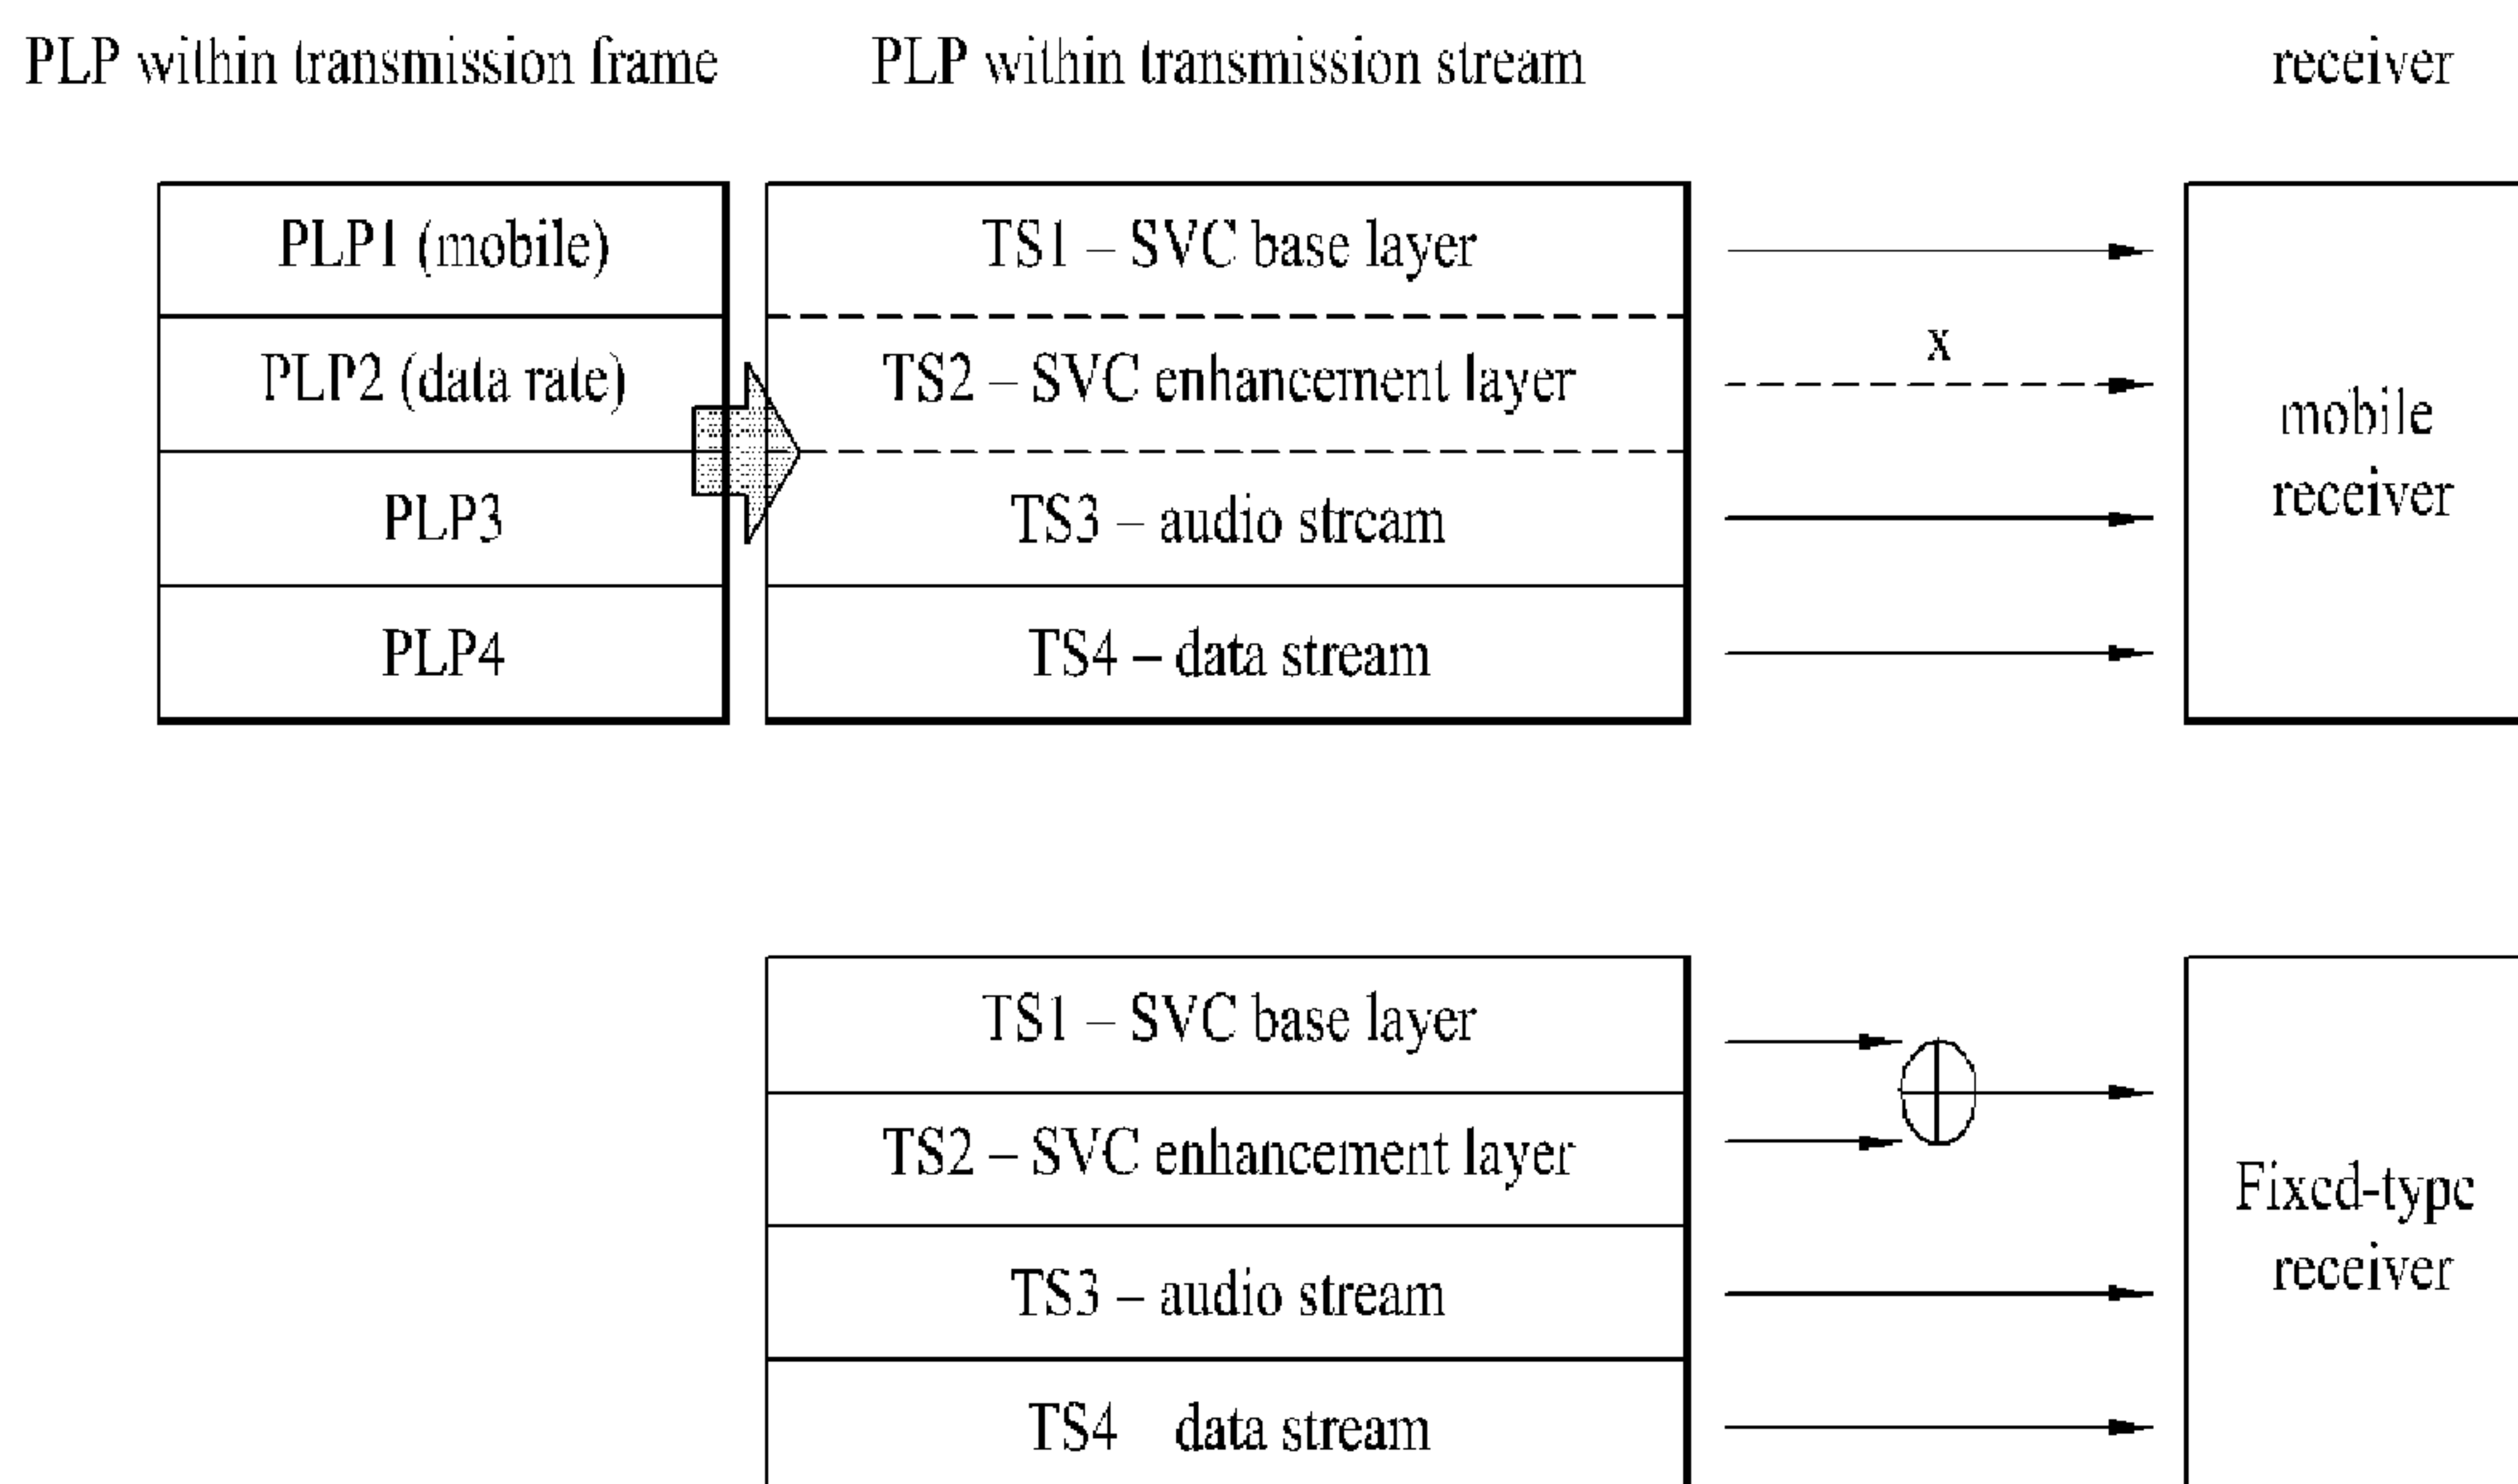 PLP within transmission frame
PLP within transmission stream
receiver
PLP1 (mobile)
TS1 – SVC base layer
PLP2 (data rate)
TS2 – SVC enhancement layer
x
PLP3
TS3 – audio stream
PLP4
TS4 – data stream
mobile
receiver
TS1 – SVC base layer
TS2 – SVC enhancement layer
TS3 – audio stream
TS4 data stream
Fixed-type
receiver